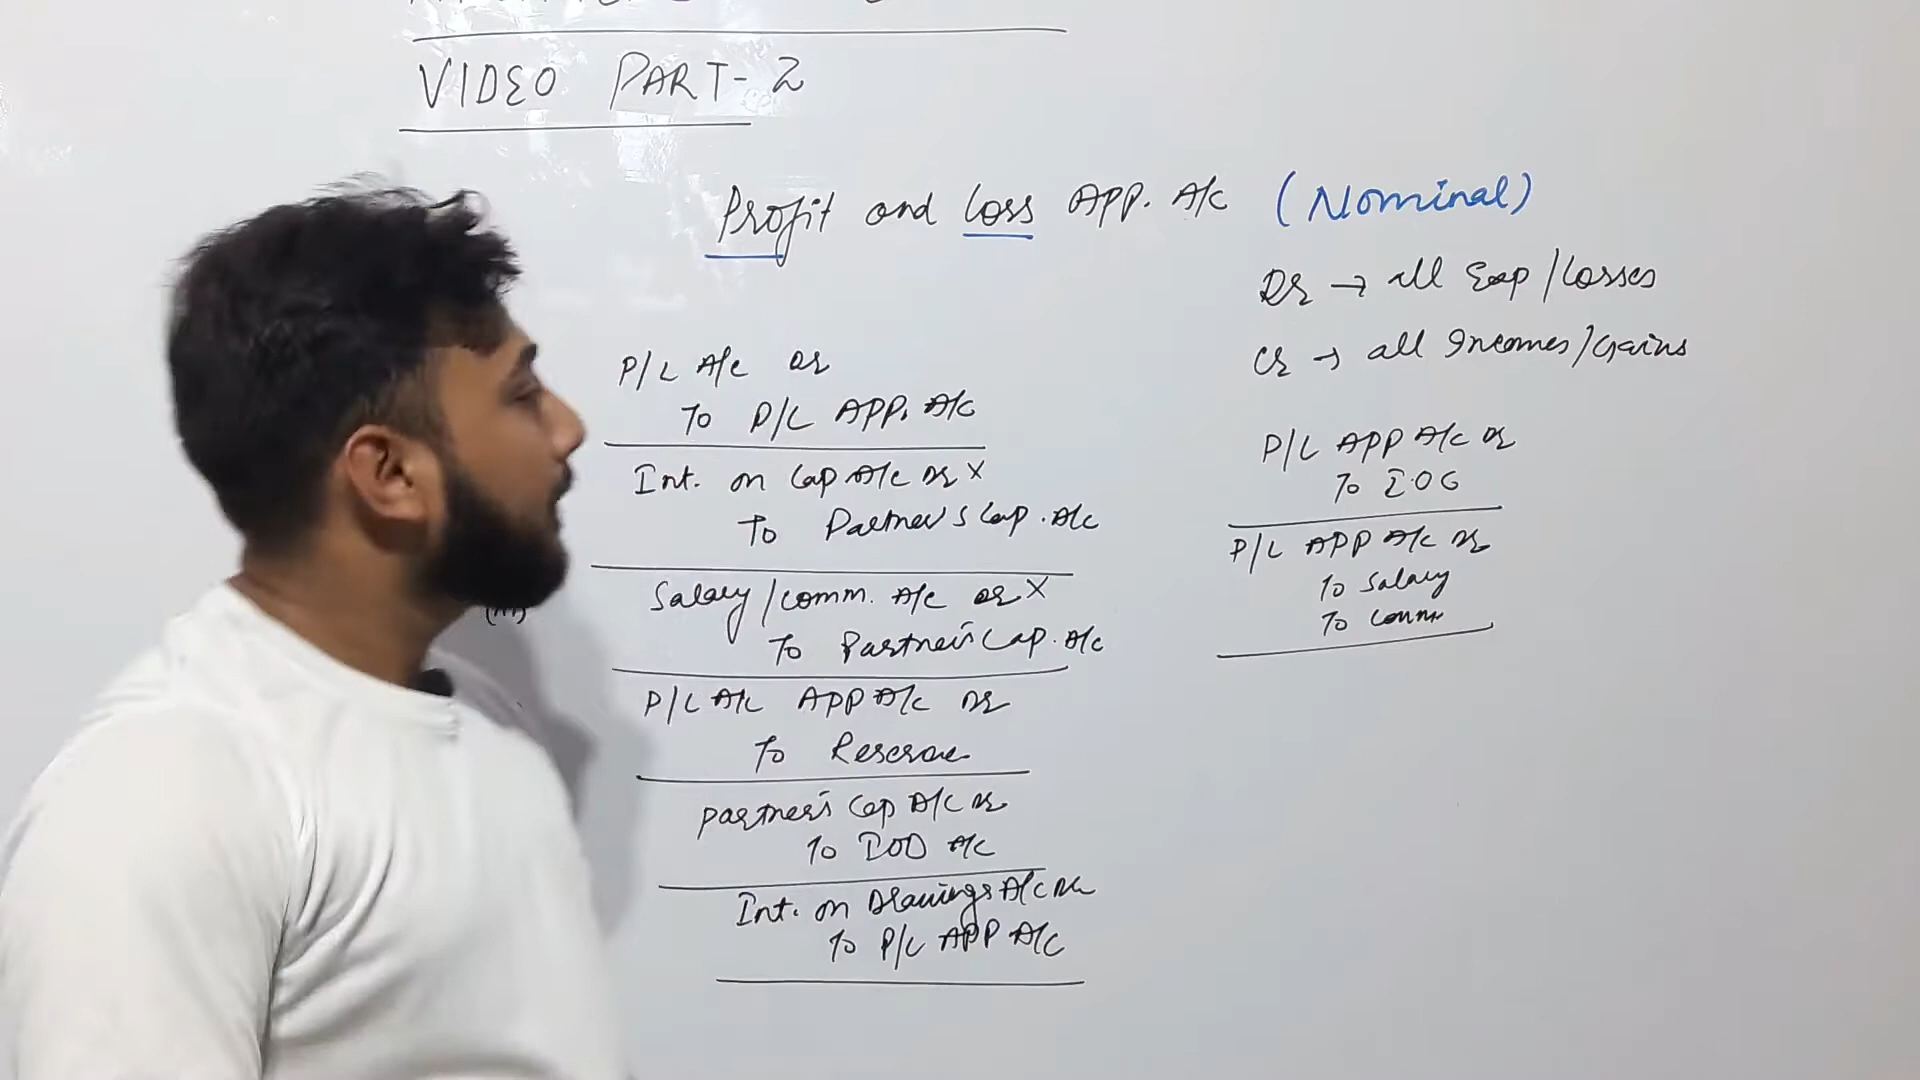 VIDEO PART-2
Profit and Loss APP. A/c (Nominal)
Dr → all Exp/Losses
Cr → all Incomes/Gains
P/L A/c Dr
To P/L APP. A/c
Int. on Cap A/c Dr X
To Partner's Cap. A/c
Salary/comm. A/c Dr X
To Partner's Cap. A/c
P/L A/c APP A/c Dr
To Reserve
Partner's Cap A/c Dr
To IOD A/c
Int. on Drawings A/c Dr
To P/L APP A/c
P/L APP A/c Dr
To I.O.C
P/L APP A/c Dr
To Salary
To Comm